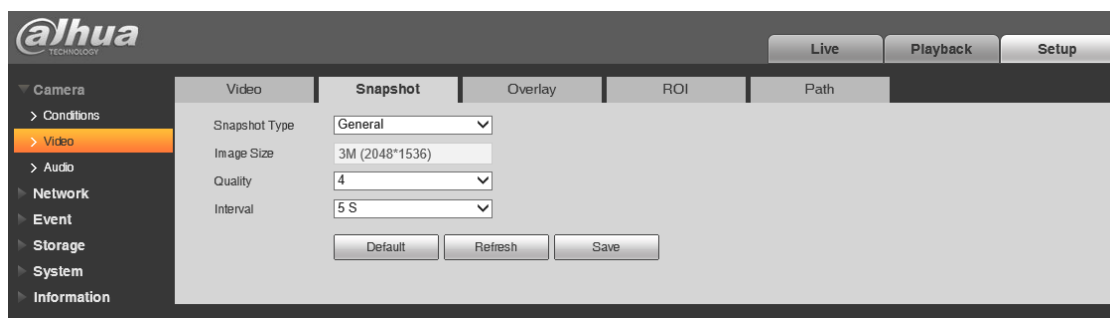 alhua
TECHNOLOGY
Live Playback Setup
Camera
> Conditions
> Video
> Audio
Network
Event
Storage
System
Information
Video Snapshot Overlay ROI Path
Snapshot Type General
Image Size 3M (2048*1536)
Quality 4
Interval 5 S
Default Refresh Save